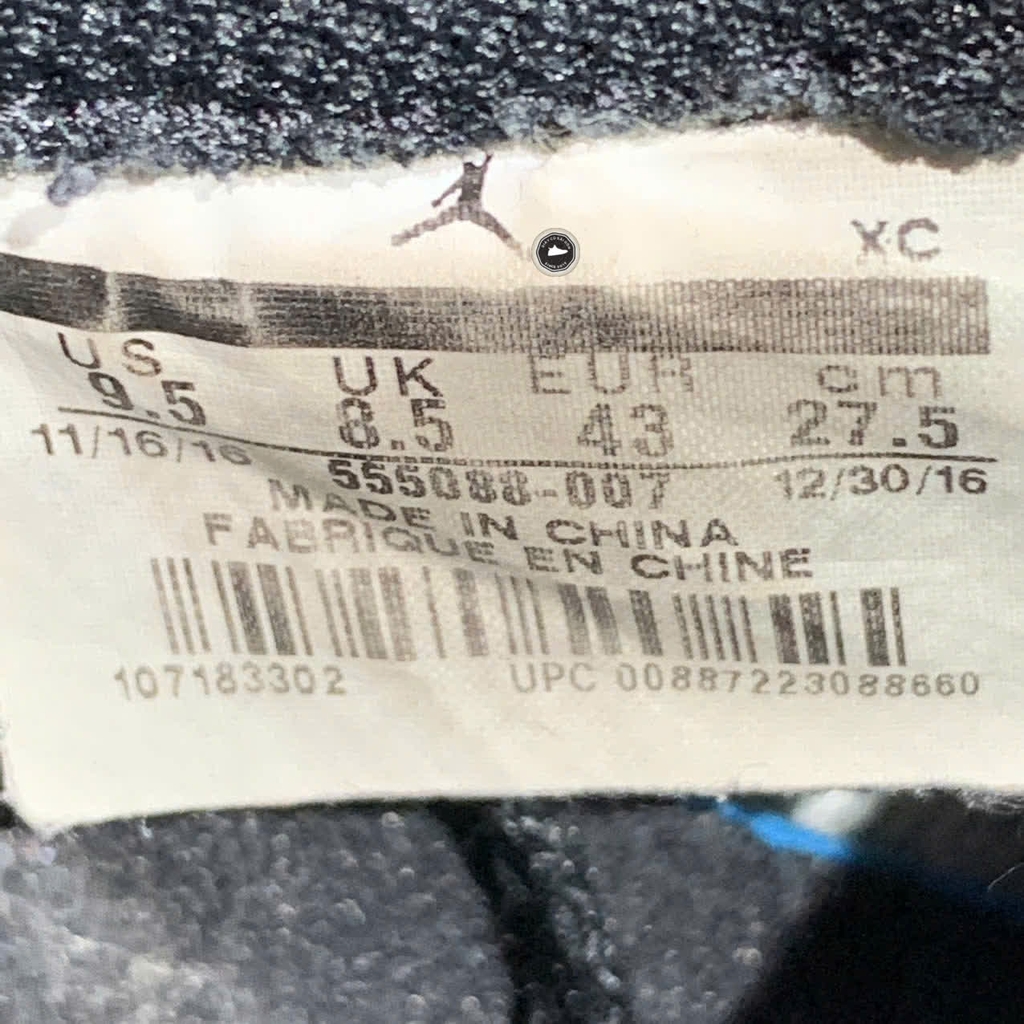 XC
US UK EUR cm
9.5 8.5 43 27.5
11/16/16 555088-007 12/30/16
MADE IN CHINA
FABRIQUE EN CHINE
107183302 UPC 00887223088660